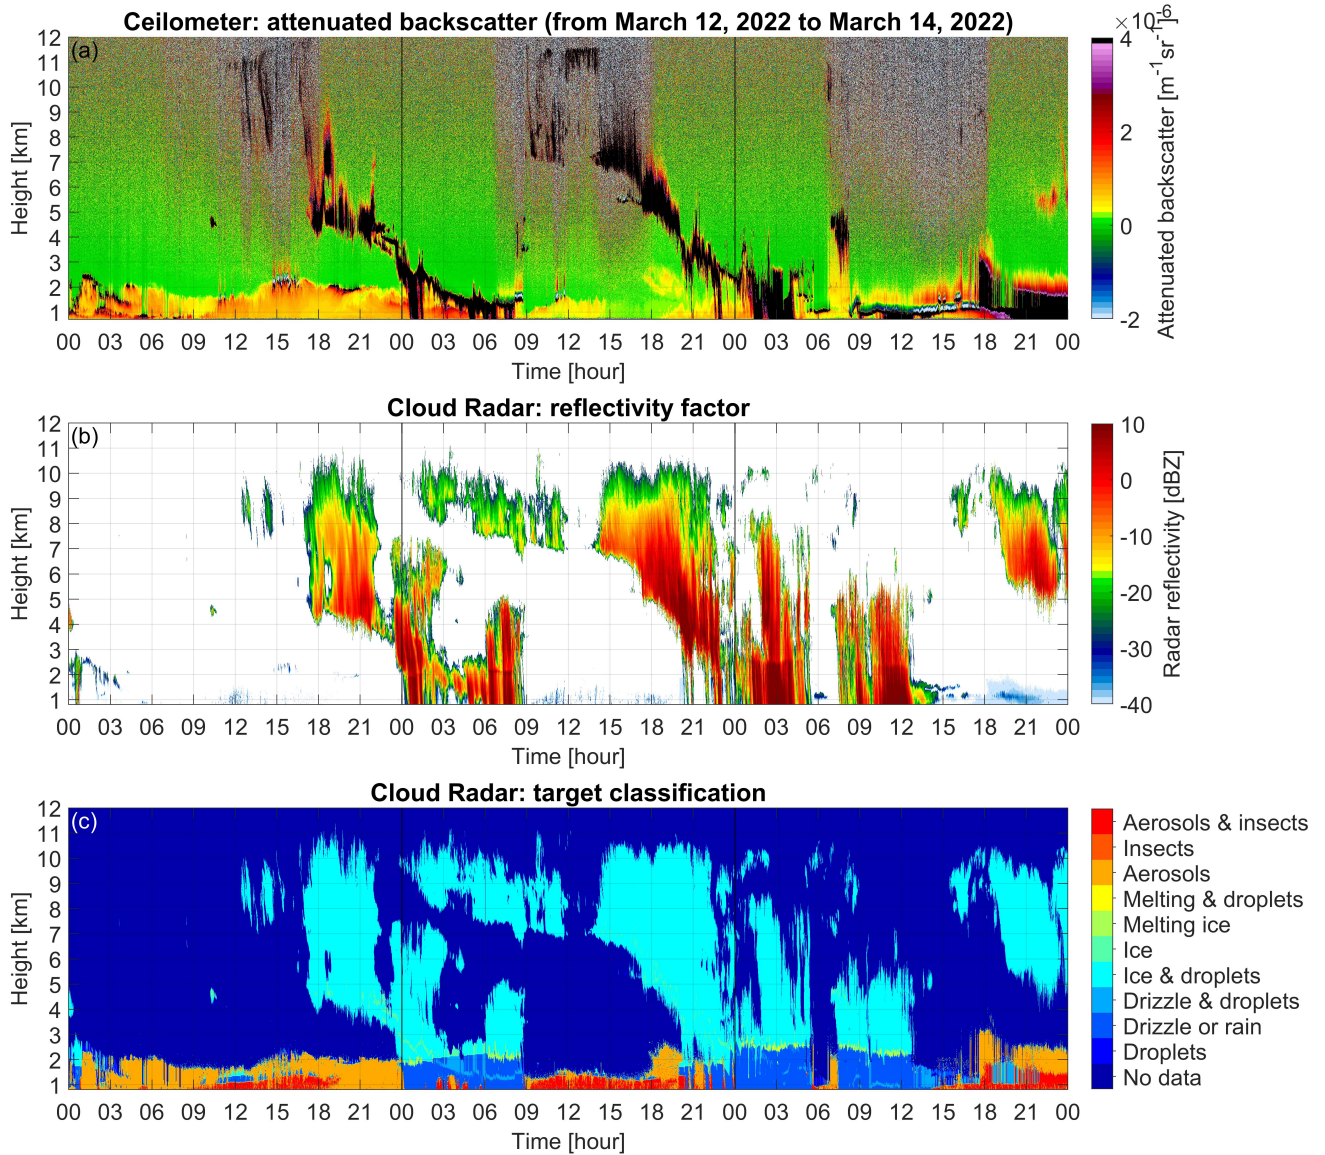 Ceilometer: attenuated backscatter (from March 12, 2022 to March 14, 2022)
(a)
12
11
10
9
8
7
6
5
4
3
2
1
Height [km]
00 03 06 09 12 15 18 21 00 03 06 09 12 15 18 21 00 03 06 09 12 15 18 21 00
Time [hour]
×10-6
4
2
0
-2
Attenuated backscatter [m-1sr-1]
Cloud Radar: reflectivity factor
(b)
12
11
10
9
8
7
6
5
4
3
2
1
Height [km]
00 03 06 09 12 15 18 21 00 03 06 09 12 15 18 21 00 03 06 09 12 15 18 21 00
Time [hour]
10
0
-10
-20
-30
-40
Radar reflectivity [dBZ]
Cloud Radar: target classification
(c)
12
11
10
9
8
7
6
5
4
3
2
1
Height [km]
00 03 06 09 12 15 18 21 00 03 06 09 12 15 18 21 00 03 06 09 12 15 18 21 00
Time [hour]
Aerosols & insects
Insects
Aerosols
Melting & droplets
Melting ice
Ice
Ice & droplets
Drizzle & droplets
Drizzle or rain
Droplets
No data